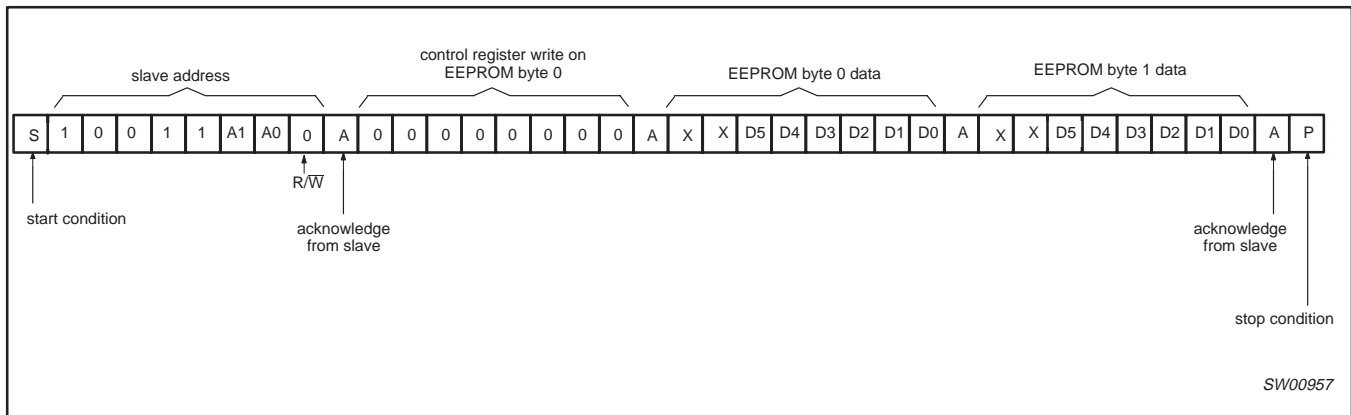 control register write on
EEPROM byte 0
slave address
EEPROM byte 0 data
EEPROM byte 1 data
S 1 0 0 1 1 A1 A0 0 A 0 0 0 0 0 0 0 0 A X X D5 D4 D3 D2 D1 D0 A X X D5 D4 D3 D2 D1 D0 A P
R/W̅
start condition
acknowledge
from slave
acknowledge
from slave
stop condition
SW00957